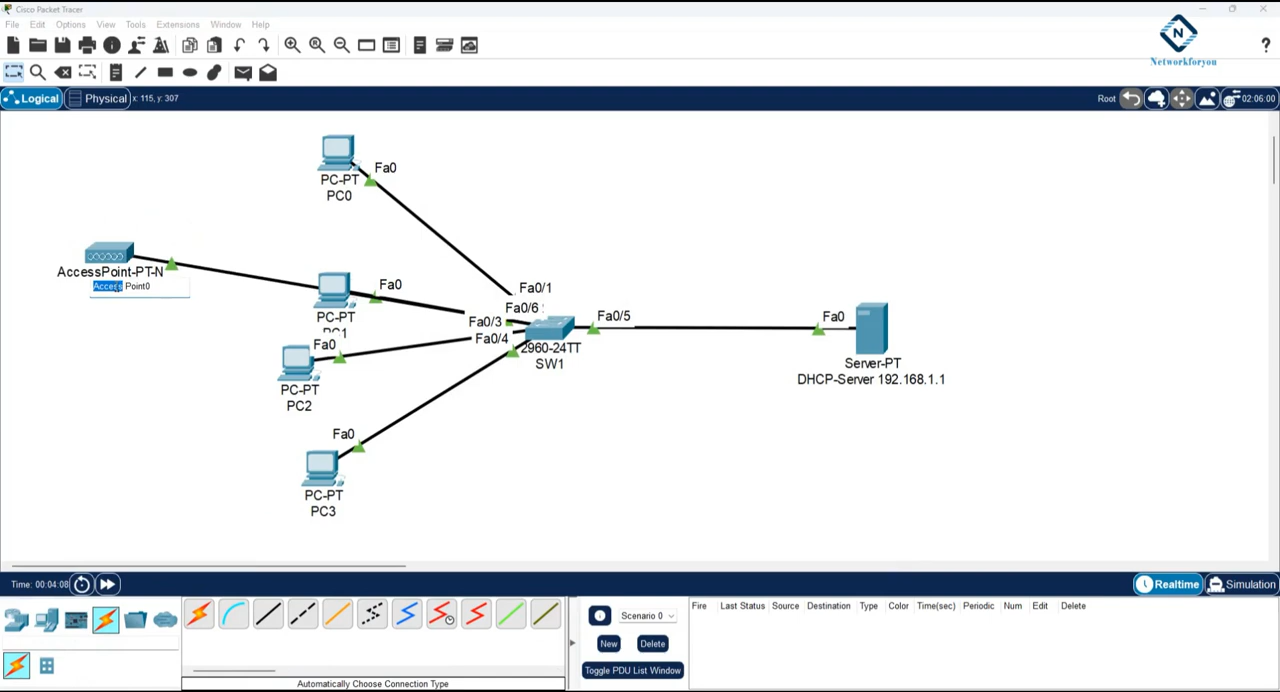 Cisco Packet Tracer
File Edit Options View Tools Extensions Window Help
N
Networkforyou
?
Logical Physical x: 115, y: 307
Root 02:06:00
Fa0
PC-PT
PC0
AccessPoint-PT-N
Access Point0
Fa0
PC-PT
PC1
Fa0/1
Fa0/6
Fa0/3
Fa0/4
Fa0/5
2960-24TT
SW1
Fa0
Server-PT
DHCP-Server 192.168.1.1
Fa0
PC-PT
PC2
Fa0
PC-PT
PC3
Time: 00:04:08
Realtime Simulation
Scenario 0
New Delete
Toggle PDU List Window
Fire Last Status Source Destination Type Color Time(sec) Periodic Num Edit Delete
Automatically Choose Connection Type